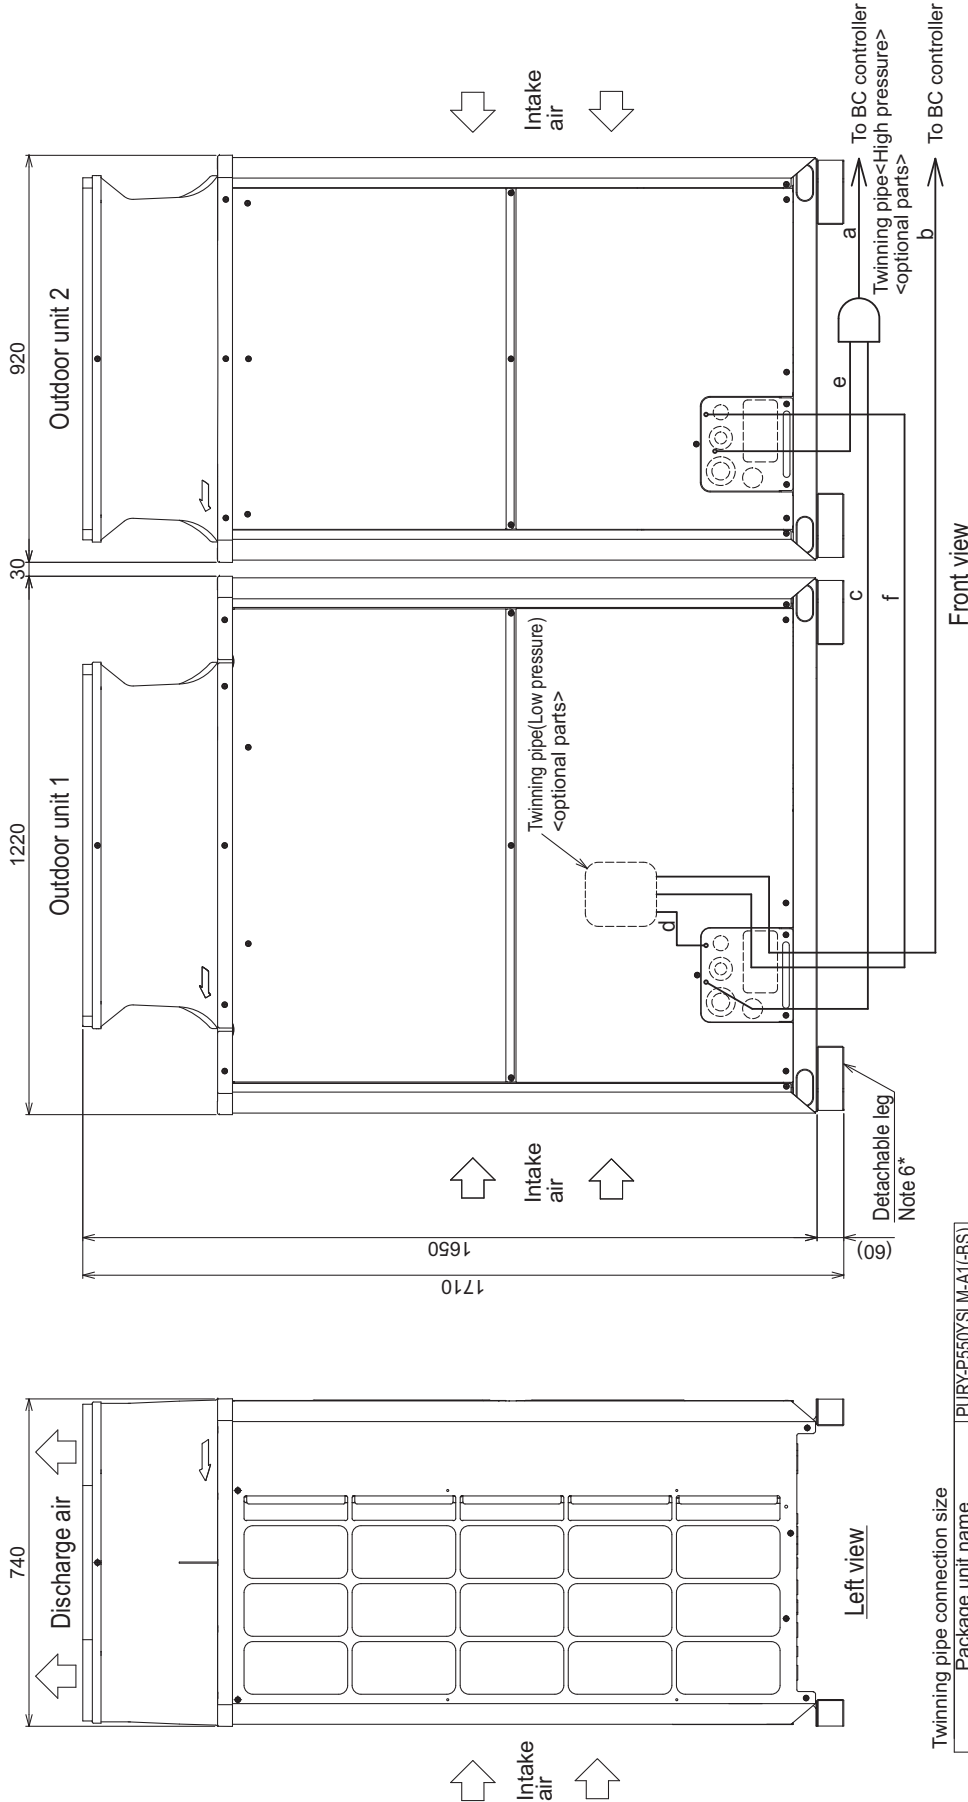 740
Discharge air
Intake
air
Left view
1710
1650
(60)
Intake
air
Detachable leg
Note 6*
1220
30
920
Outdoor unit 1
Outdoor unit 2
Twinning pipe(Low pressure)
<optional parts>
d
c
f
e
a
b
To BC controller
Twinning pipe<High pressure>
<optional parts>
To BC controller
Intake
air
Front view
Twinning pipe connection size
Package unit name
PURY-P550YSLM-A1(-BS)